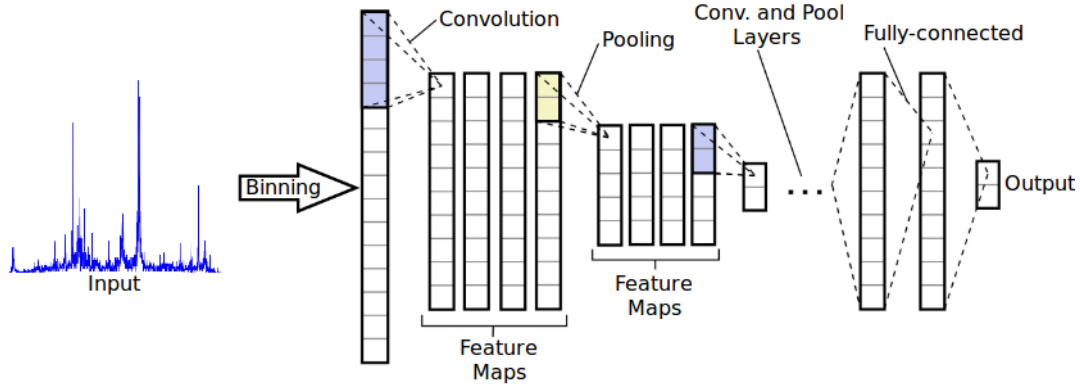 Convolution
Pooling
Conv. and Pool
Layers
Fully-connected
Binning
Output
Input
Feature
Maps
Feature
Maps